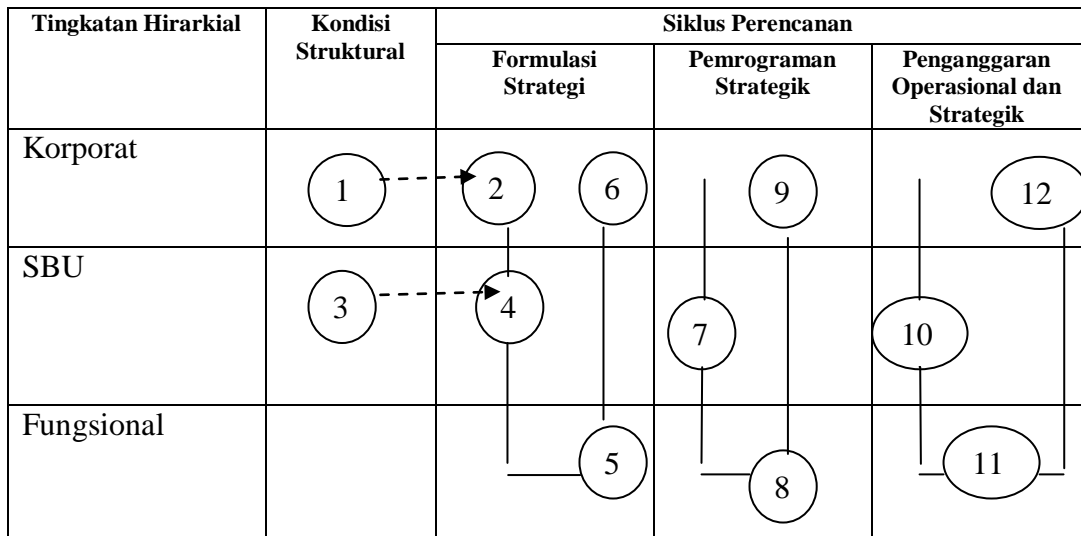 Tingkatan Hirarkial
Kondisi
Struktural
Siklus Perencanan
Formulasi
Strategi
Pemrograman
Strategik
Penganggaran
Operasional dan
Strategik
Korporat
1
2
6
9
12
SBU
3
4
7
10
Fungsional
5
8
11